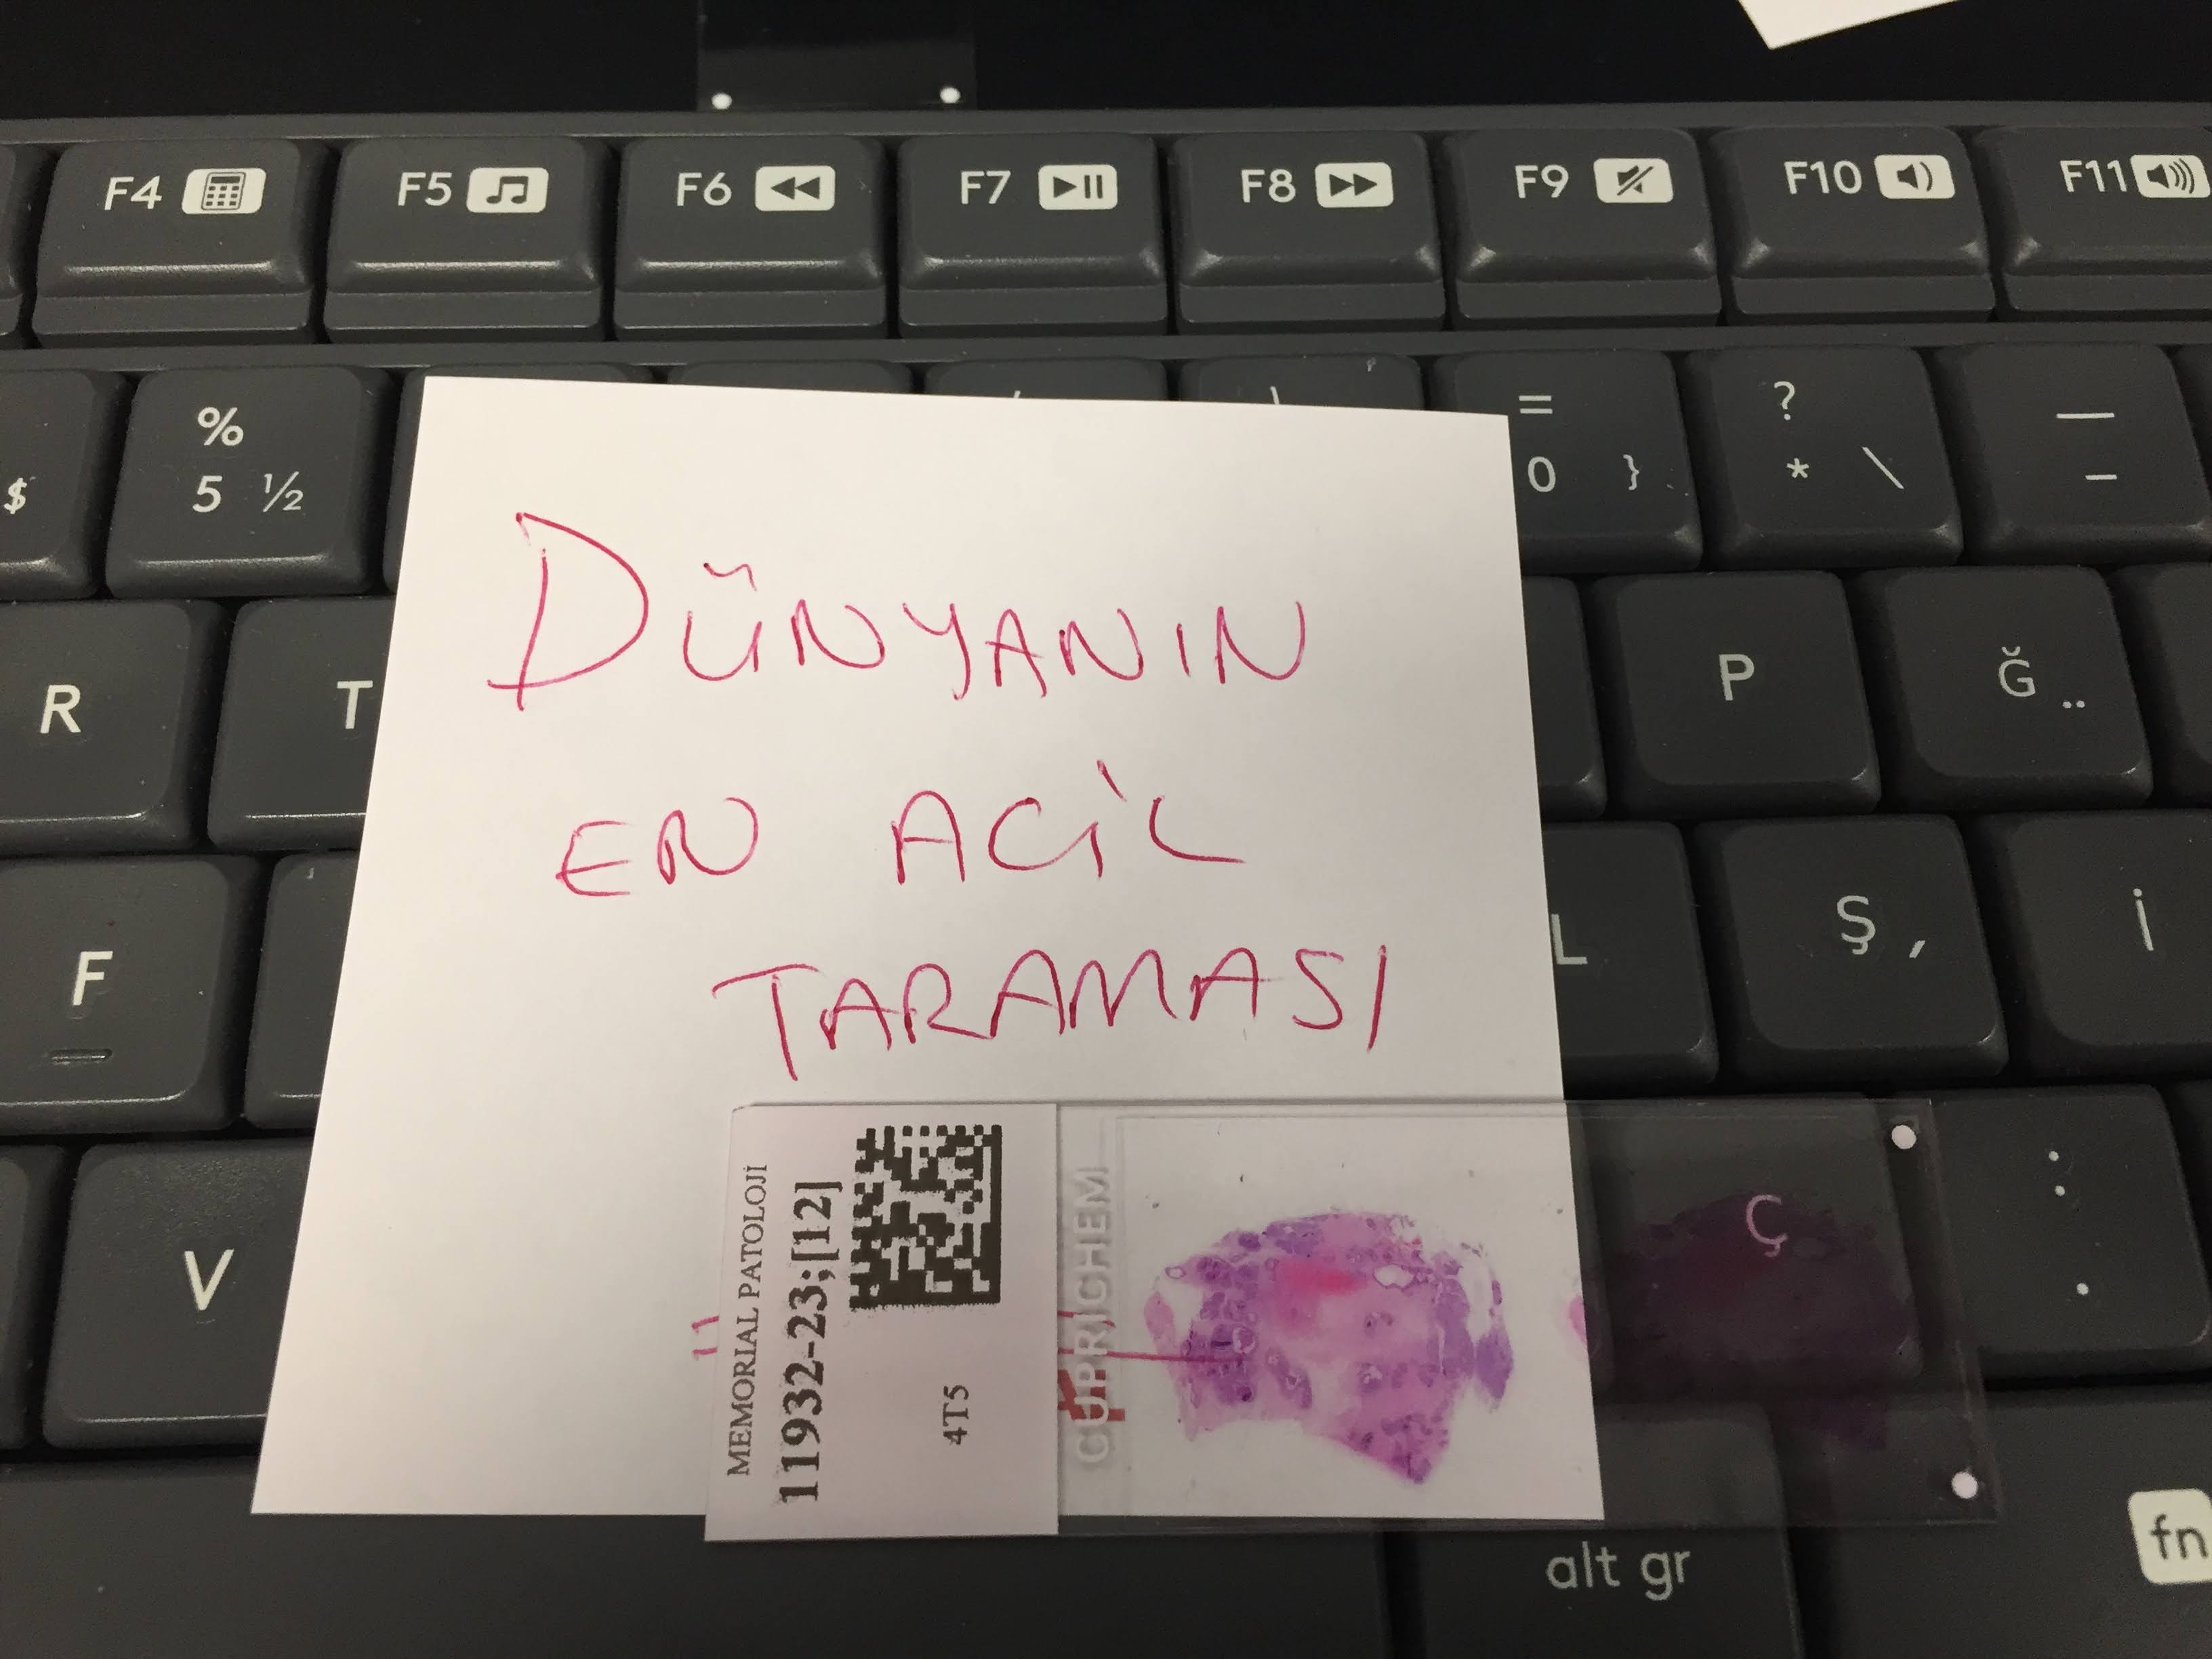 DÜNYANIN
EN ACİL
TARAMASI
11
MEMORIAL PATOLOJİ
11932-23;[12]
4T5
CUPRICHEM
F4
F5
F6
F7
F8
F9
F10
F11
$
%
5 ½
=
0 }
?
* \
_
-
R
T
P
Ğ ¨
F
L
Ş ,
İ
V
Ç
:
.
alt gr
fn